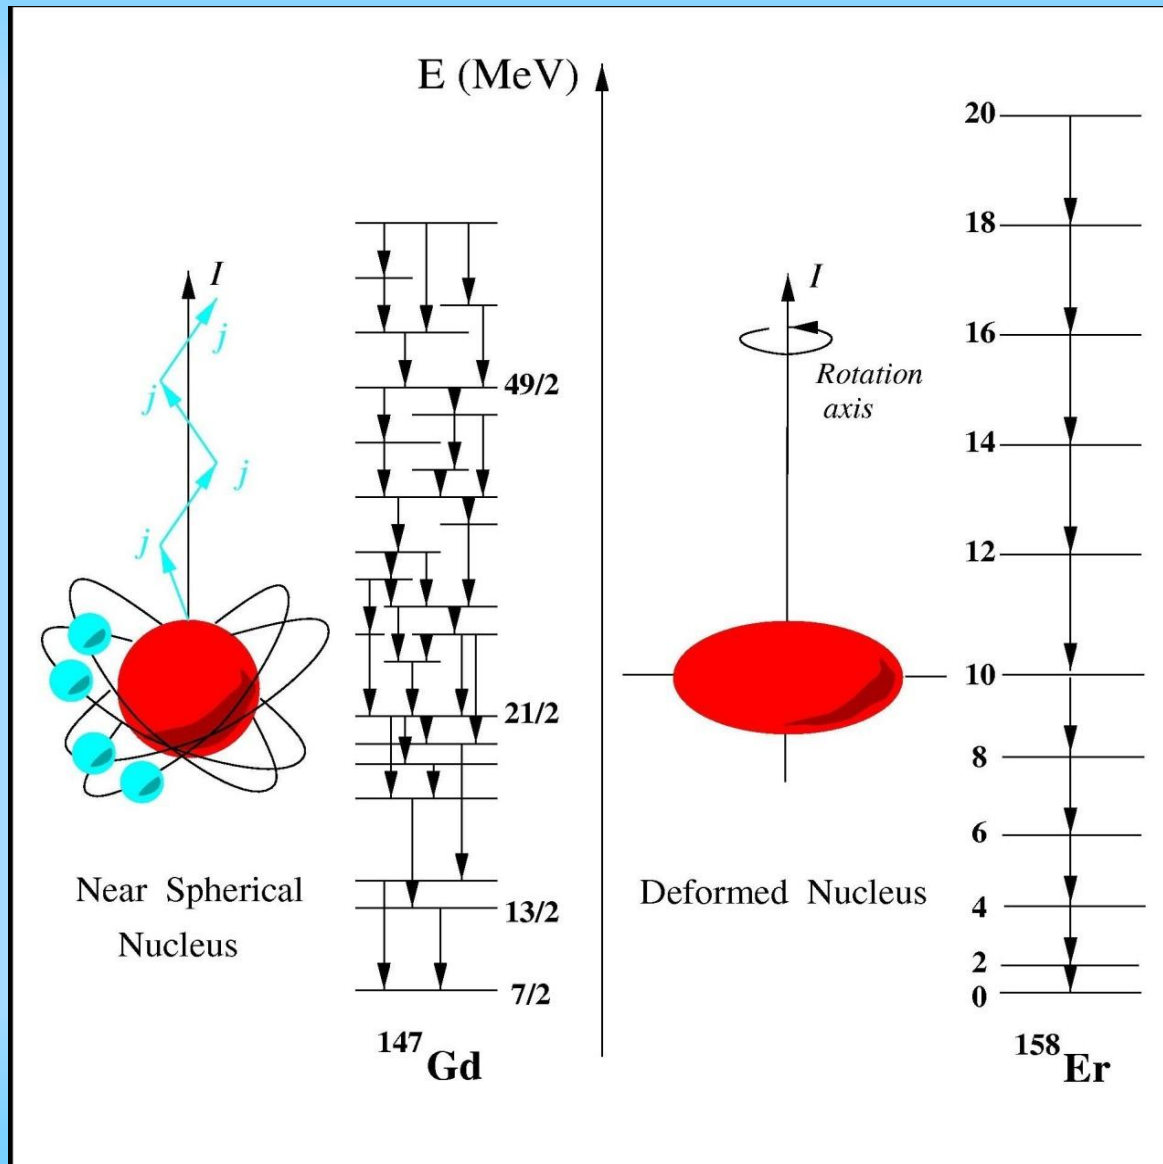 E (MeV)
I
j
j
j
j
49/2
21/2
13/2
7/2
Near Spherical
Nucleus
147Gd
I
Rotation
axis
Deformed Nucleus
20
18
16
14
12
10
8
6
4
2
0
158Er